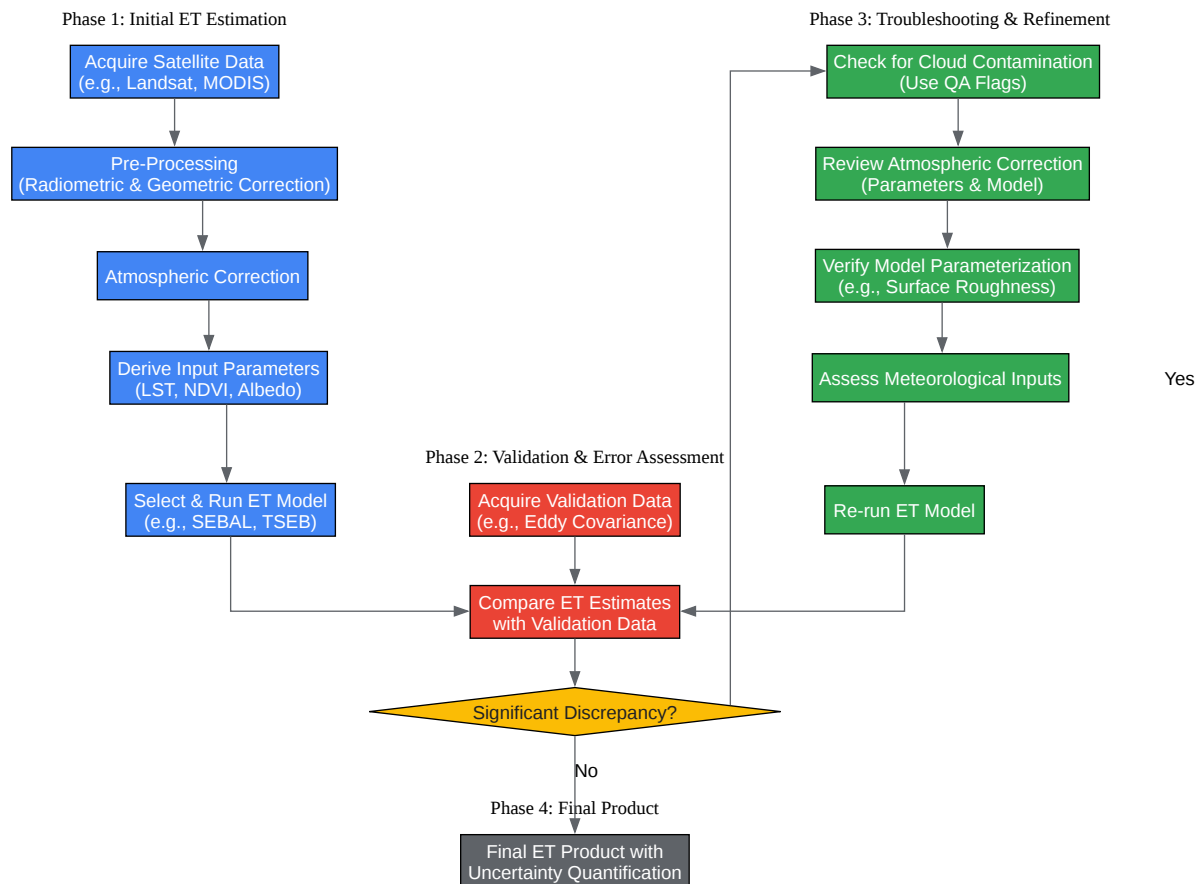 Phase 1: Initial ET Estimation
Acquire Satellite Data
(e.g., Landsat, MODIS)
Pre-Processing
(Radiometric & Geometric Correction)
Atmospheric Correction
Derive Input Parameters
(LST, NDVI, Albedo)
Select & Run ET Model
(e.g., SEBAL, TSEB)
Phase 2: Validation & Error Assessment
Acquire Validation Data
(e.g., Eddy Covariance)
Compare ET Estimates
with Validation Data
Significant Discrepancy?
No
Phase 3: Troubleshooting & Refinement
Check for Cloud Contamination
(Use QA Flags)
Review Atmospheric Correction
(Parameters & Model)
Verify Model Parameterization
(e.g., Surface Roughness)
Assess Meteorological Inputs
Yes
Re-run ET Model
Phase 4: Final Product
Final ET Product with
Uncertainty Quantification